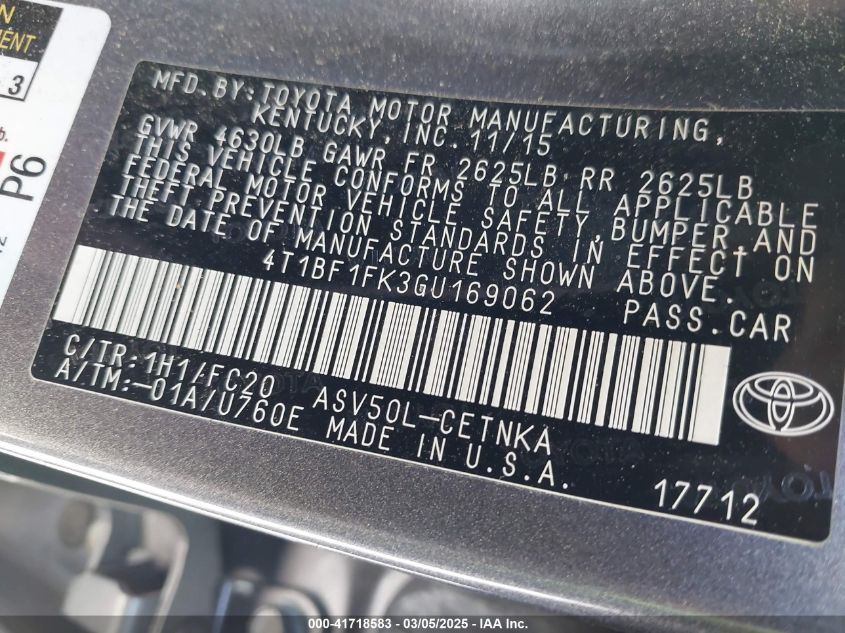 N
MENT
3
b.
P6
MFD. BY: TOYOTA MOTOR MANUFACTURING,
KENTUCKY, INC. 11/15
GVWR 4630LB GAWR FR 2625LB RR 2625LB
THIS VEHICLE CONFORMS TO ALL APPLICABLE
FEDERAL MOTOR VEHICLE SAFETY, BUMPER, AND
THEFT PREVENTION STANDARDS IN EFFECT ON
THE DATE OF MANUFACTURE SHOWN ABOVE.
4T1BF1FK3GU169062 PASS.CAR
C/TR:1H1/FC20 ASV50L-CETNKA
A/TM:-01A/U760E MADE IN U.S.A.
17712
000-41718583 - 03/05/2025 - IAA Inc.